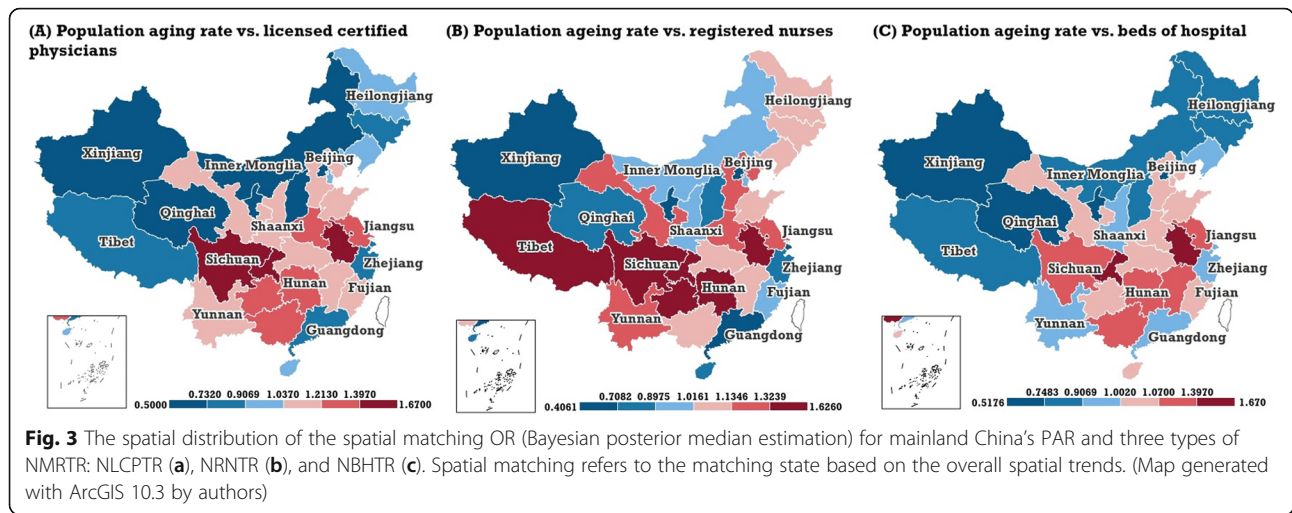 (A) Population aging rate vs. licensed certified
physicians
Heilongjiang
Xinjiang
Inner Monglia
Beijing
Qinghai
Shaanxi
Jiangsu
Tibet
Sichuan
Zhejiang
Hunan
Fujian
Yunnan
Guangdong
0.7320 0.9069 1.0370 1.2130 1.3970
0.5000 1.6700
(B) Population ageing rate vs. registered nurses
Heilongjiang
Xinjiang
Inner Monglia
Beijing
Qinghai
Shaanxi
Jiangsu
Tibet
Sichuan
Zhejiang
Hunan
Fujian
Yunnan
Guangdong
0.7082 0.8975 1.0161 1.1346 1.3239
0.4061 1.6260
(C) Population ageing rate vs. beds of hospital
Heilongjiang
Xinjiang
Inner Monglia
Beijing
Qinghai
Shaanxi
Jiangsu
Tibet
Sichuan
Zhejiang
Hunan
Fujian
Yunnan
Guangdong
0.7483 0.9069 1.0020 1.0700 1.3970
0.5176 1.670
Fig. 3 The spatial distribution of the spatial matching OR (Bayesian posterior median estimation) for mainland China's PAR and three types of
NMRTR: NLCPTR (a), NRNTR (b), and NBHTR (c). Spatial matching refers to the matching state based on the overall spatial trends. (Map generated
with ArcGIS 10.3 by authors)